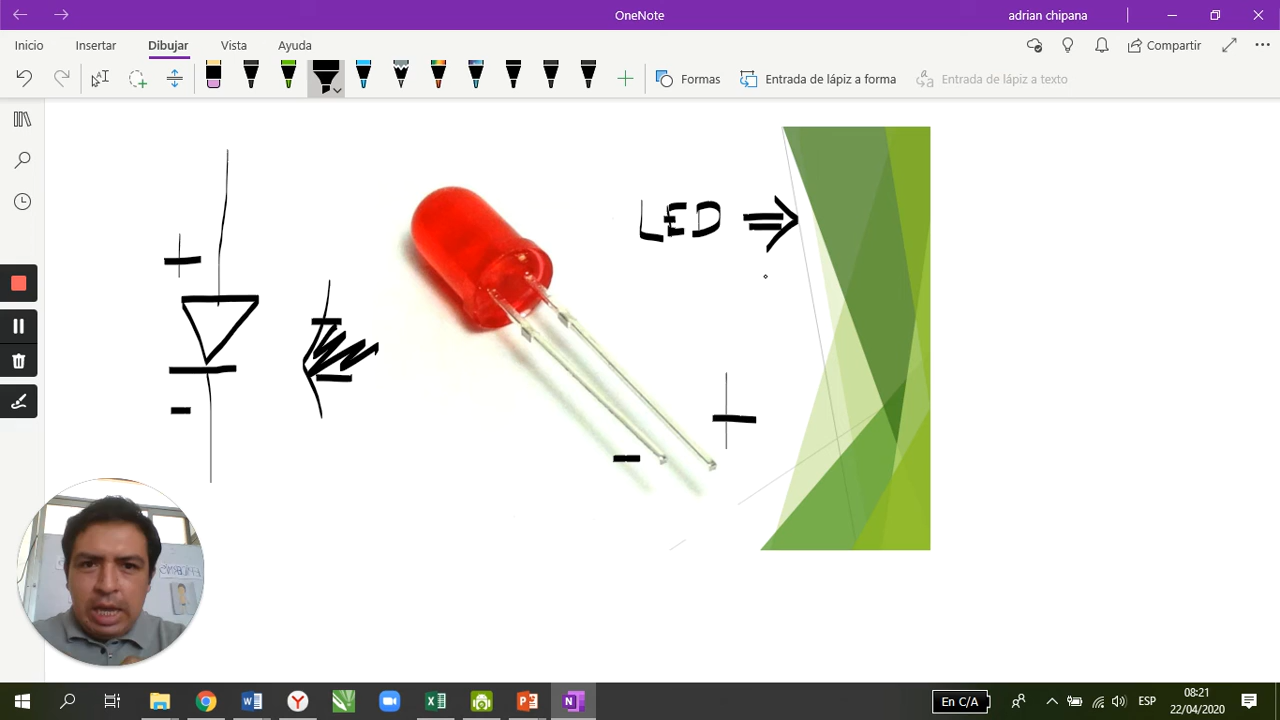 OneNote
adrian chipana
Inicio
Insertar
Dibujar
Vista
Ayuda
Compartir
Formas
Entrada de lápiz a forma
Entrada de lápiz a texto
LED ⇒
+
-
+
-
En C/A
ESP
08:21
22/04/2020